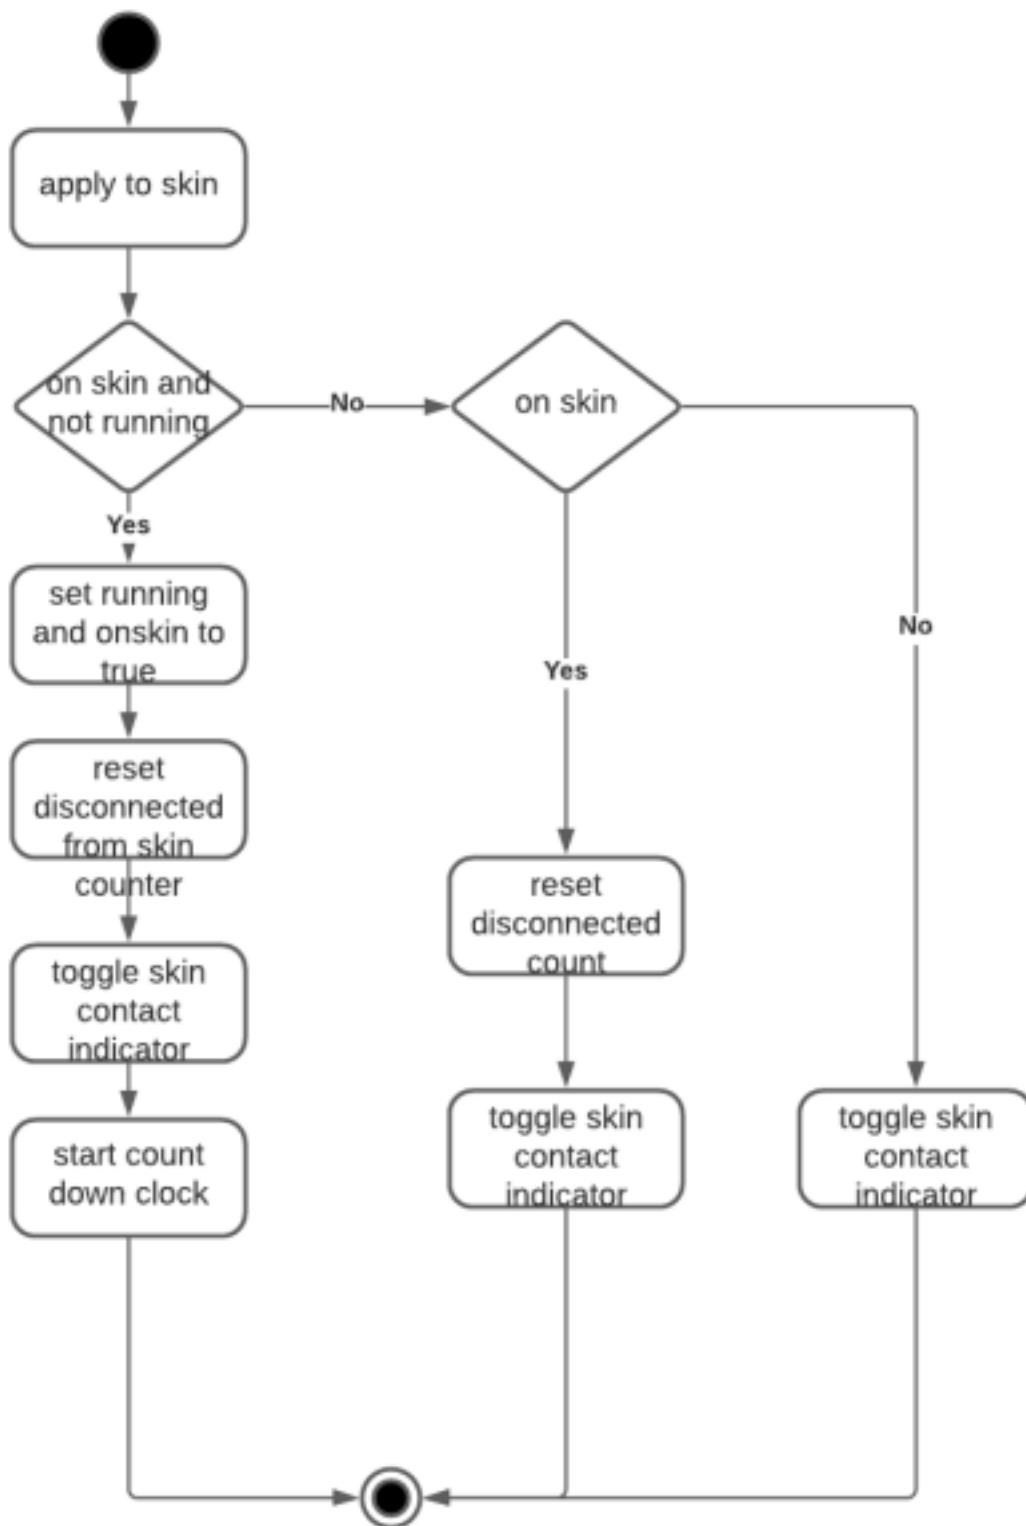 apply to skin
on skin and
not running
No
on skin
Yes
set running
and onskin to
true
No
Yes
reset
disconnected
from skin
counter
reset
disconnected
count
toggle skin
contact
indicator
toggle skin
contact
indicator
toggle skin
contact
indicator
start count
down clock